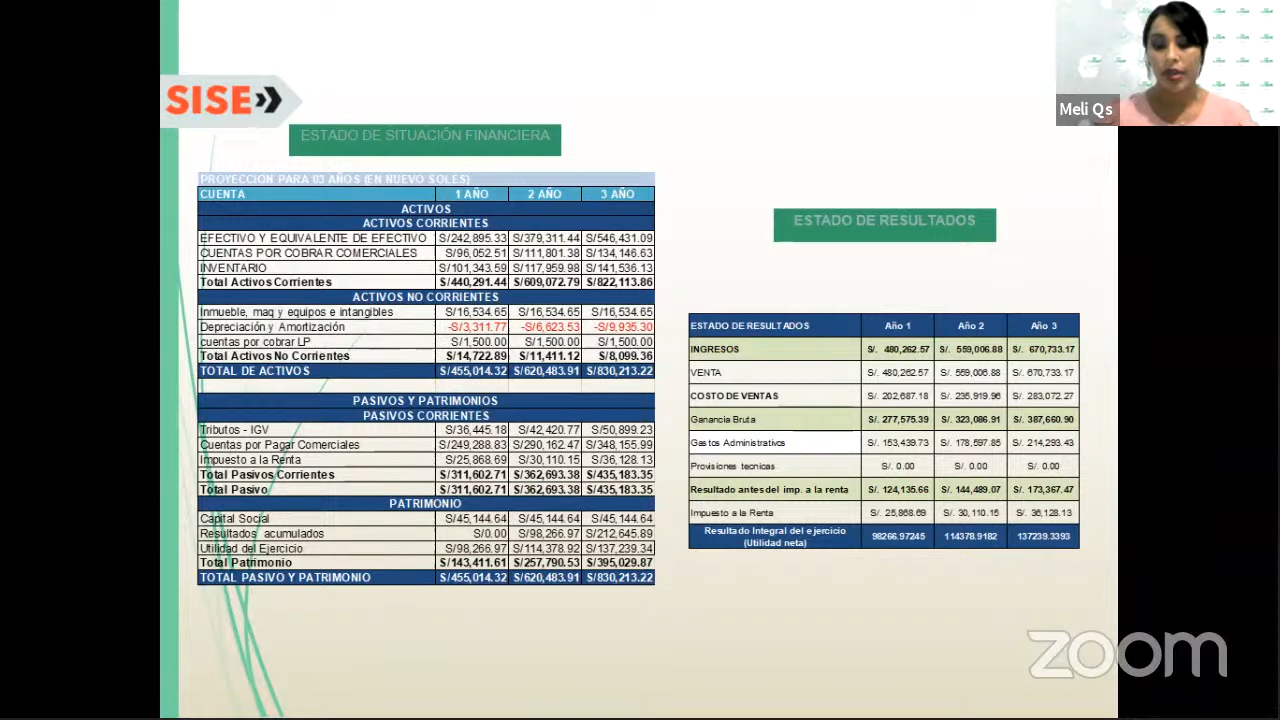 SISE
ESTADO DE SITUACIÓN FINANCIERA
PROYECCIÓN PARA 03 AÑOS (EN NUEVO SOLES)
CUENTA 1 AÑO 2 AÑO 3 AÑO
ACTIVOS
ACTIVOS CORRIENTES
EFECTIVO Y EQUIVALENTE DE EFECTIVO S/242,895.33 S/379,311.44 S/546,431.09
CUENTAS POR COBRAR COMERCIALES S/96,052.51 S/111,801.38 S/134,146.63
INVENTARIO S/101,343.59 S/117,959.98 S/141,536.13
Total Activos Corrientes S/440,291.44 S/609,072.79 S/822,113.86
ACTIVOS NO CORRIENTES
Inmueble, maq y equipos e intangibles S/16,534.65 S/16,534.65 S/16,534.65
Depreciación y Amortización -S/3,311.77 -S/6,623.53 -S/9,935.30
cuentas por cobrar LP S/1,500.00 S/1,500.00 S/1,500.00
Total Activos No Corrientes S/14,722.89 S/11,411.12 S/8,099.36
TOTAL DE ACTIVOS S/455,014.32 S/620,483.91 S/830,213.22
PASIVOS Y PATRIMONIOS
PASIVOS CORRIENTES
Tributos - IGV S/36,445.18 S/42,420.77 S/50,899.23
Cuentas por Pagar Comerciales S/249,288.83 S/290,162.47 S/348,155.99
Impuesto a la Renta S/25,868.69 S/30,110.15 S/36,128.13
Total Pasivos Corrientes S/311,602.71 S/362,693.38 S/435,183.35
Total Pasivo S/311,602.71 S/362,693.38 S/435,183.35
PATRIMONIO
Capital Social S/45,144.64 S/45,144.64 S/45,144.64
Resultados acumulados S/0.00 S/98,266.97 S/212,645.89
Utilidad del Ejercicio S/98,266.97 S/114,378.92 S/137,239.34
Total Patrimonio S/143,411.61 S/257,790.53 S/395,029.87
TOTAL PASIVO Y PATRIMONIO S/455,014.32 S/620,483.91 S/830,213.22
ESTADO DE RESULTADOS
ESTADO DE RESULTADOS Año 1 Año 2 Año 3
INGRESOS S/. 480,262.57 S/. 559,006.88 S/. 670,733.17
VENTA S/. 480,262.57 S/. 559,006.88 S/. 670,733.17
COSTO DE VENTAS S/. 202,687.18 S/. 235,919.96 S/. 283,072.27
Ganancia Bruta S/. 277,575.39 S/. 323,086.91 S/. 387,660.90
Gastos Administrativos S/. 153,439.73 S/. 178,597.85 S/. 214,293.43
Provisiones tecnicas S/. 0.00 S/. 0.00 S/. 0.00
Resultado antes del imp. a la renta S/. 124,135.66 S/. 144,489.07 S/. 173,367.47
Impuesto a la Renta S/. 25,868.69 S/. 30,110.15 S/. 36,128.13
Resultado Integral del ejercicio
(Utilidad neta) 98266.97245 114378.9182 137239.3393
Meli Qs
zoom